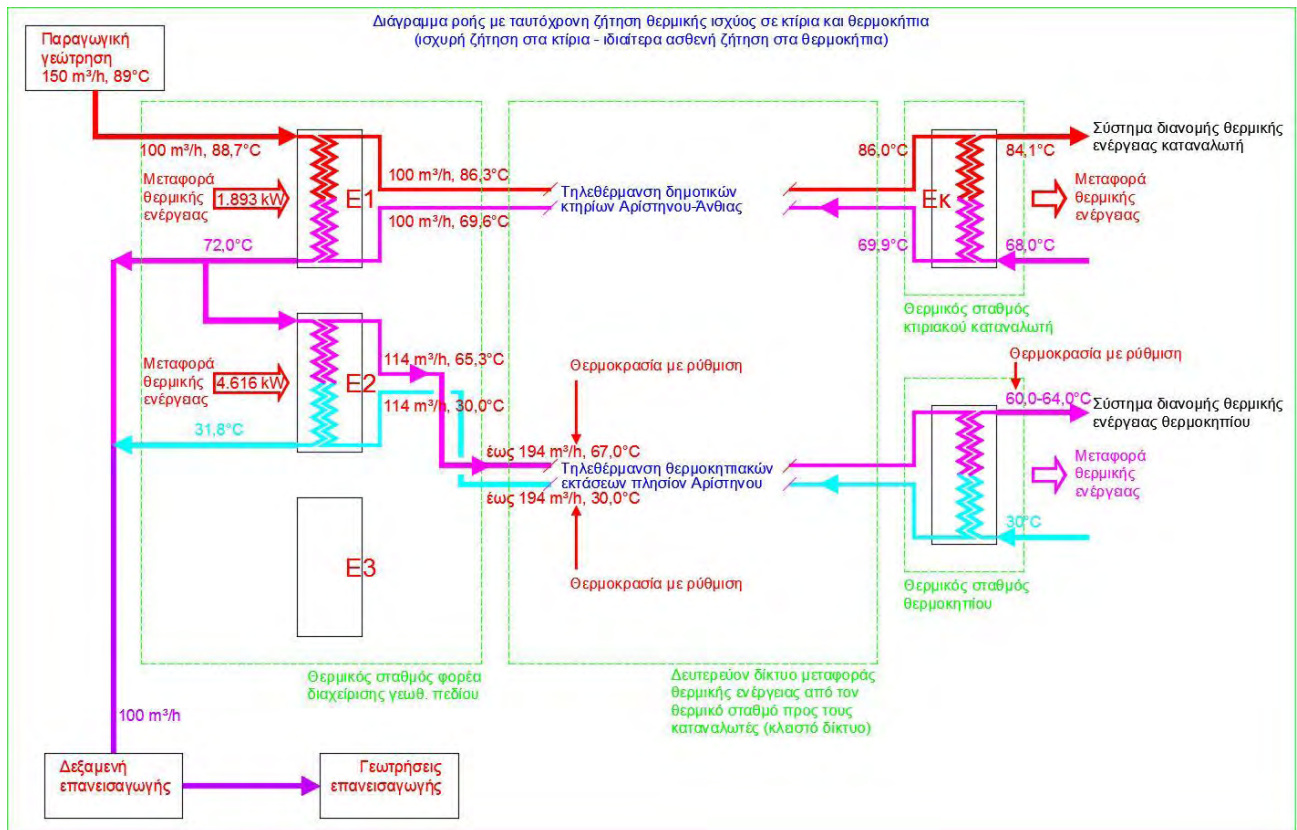 Διάγραμμα ροής με ταυτόχρονη ζήτηση θερμικής ισχύος σε κτίρια και θερμοκήπια
(ισχυρή ζήτηση στα κτίρια - ιδιαίτερα ασθενή ζήτηση στα θερμοκήπια)
Παραγωγική
γεώτρηση
150 m³/h, 89°C
100 m³/h, 88,7°C
Μεταφορά
θερμικής
ενέργειας
1.893 kW
E1
100 m³/h, 86,3°C
100 m³/h, 69,6°C
72,0°C
Τηλεθέρμανση δημοτικών
κτηρίων Αρίστηνου-Άνθιας
86,0°C
69,9°C
Εκ
84,1°C
68,0°C
Σύστημα διανομής θερμικής
ενέργειας καταναλωτή
Μεταφορά
θερμικής
ενέργειας
Θερμικός σταθμός
κτιριακού καταναλωτή
Μεταφορά
θερμικής
ενέργειας
4.616 kW
E2
114 m³/h, 65,3°C
114 m³/h, 30,0°C
31,8°C
Θερμοκρασία με ρύθμιση
έως 194 m³/h, 67,0°C
Τηλεθέρμανση θερμοκηπιακών
εκτάσεων πλησίον Αρίστηνου
έως 194 m³/h, 30,0°C
Θερμοκρασία με ρύθμιση
Θερμοκρασία με ρύθμιση
60,0-64,0°C
Σύστημα διανομής θερμικής
ενέργειας θερμοκηπίου
Μεταφορά
θερμικής
ενέργειας
30°C
Θερμικός σταθμός
θερμοκηπίου
E3
Θερμικός σταθμός φορέα
διαχείρισης γεωθ. πεδίου
Δευτερεύον δίκτυο μεταφοράς
θερμικής ενέργειας από τον
θερμικό σταθμό προς τους
καταναλωτές (κλειστό δίκτυο)
100 m³/h
Δεξαμενή
επανεισαγωγής
Γεωτρήσεις
επανεισαγωγής